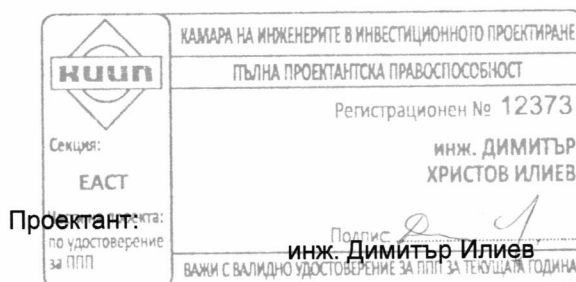 КАМАРА НА ИНЖЕНЕРИТЕ В ИНВЕСТИЦИОННОТО ПРОЕКТИРАНЕ
КИИП
ПЪЛНА ПРОЕКТАНТСКА ПРАВОСПОСОБНОСТ
Регистрационен № 12373
Секция:
ЕАСТ
инж. ДИМИТЪР
ХРИСТОВ ИЛИЕВ
Проектант:
проекта:
по удостоверение
за ППП
Подпис
инж. Димитър Илиев
ВАЖИ С ВАЛИДНО УДОСТОВЕРЕНИЕ ЗА ППП ЗА ТЕКУЩАТА ГОДИНА